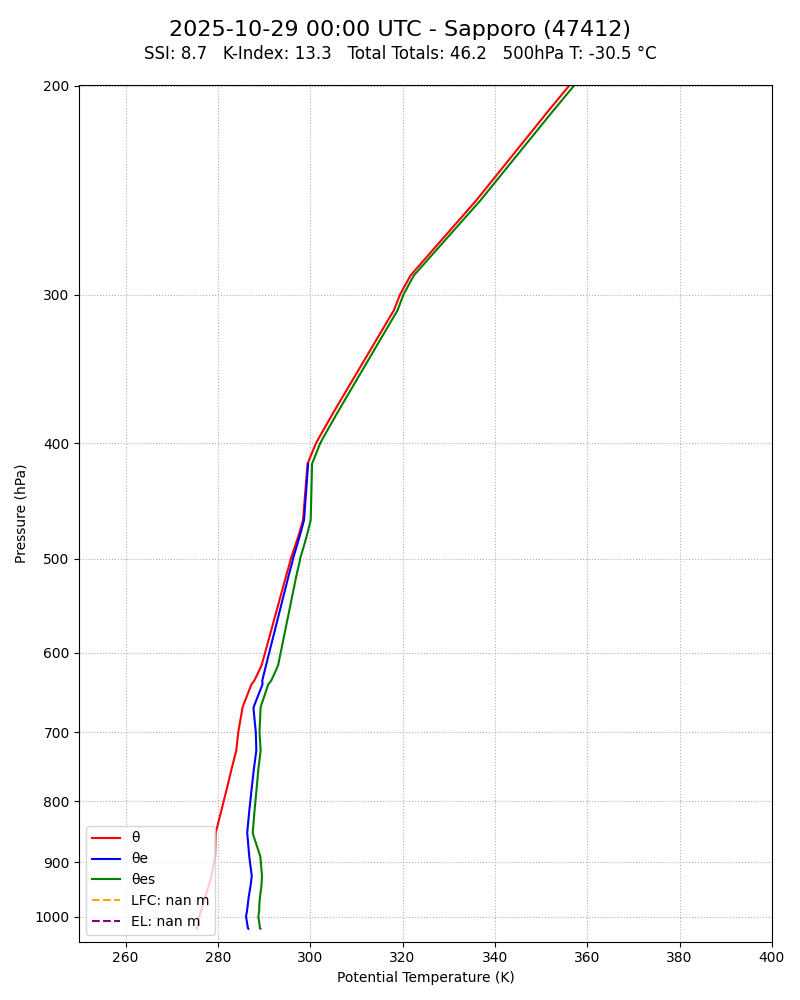 2025-10-29 00:00 UTC - Sapporo (47412)
SSI: 8.7   K-Index: 13.3   Total Totals: 46.2   500hPa T: -30.5 °C
200
300
400
500
600
700
800
900
1000
Pressure (hPa)
θ
θe
θes
LFC: nan m
EL: nan m
260 280 300 320 340 360 380 400
Potential Temperature (K)